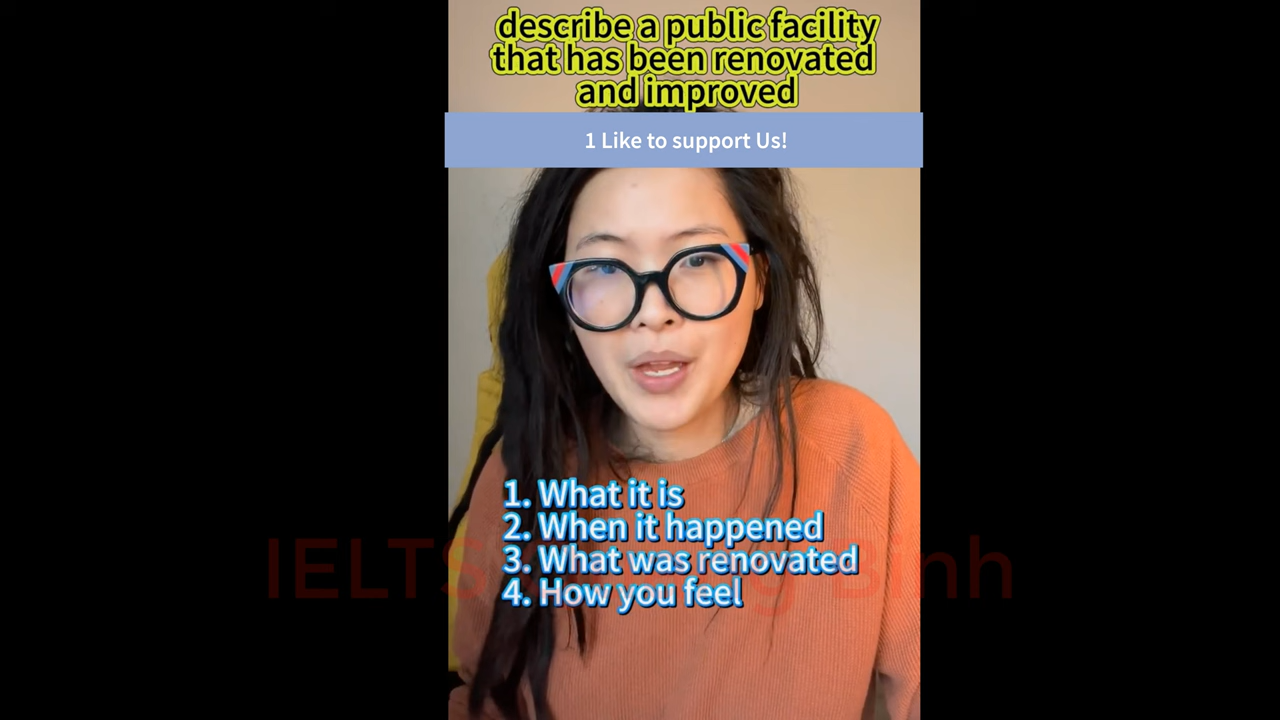 describe a public facility
that has been renovated
and improved
1 Like to support Us!
1. What it is
2. When it happened
3. What was renovated
4. How you feel
IELTS